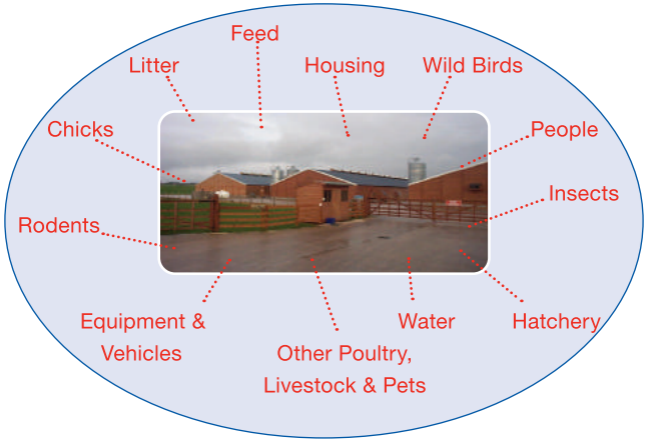 Feed
Litter
Housing
Wild Birds
Chicks
People
Insects
Rodents
Equipment &
Vehicles
Other Poultry,
Livestock & Pets
Water
Hatchery